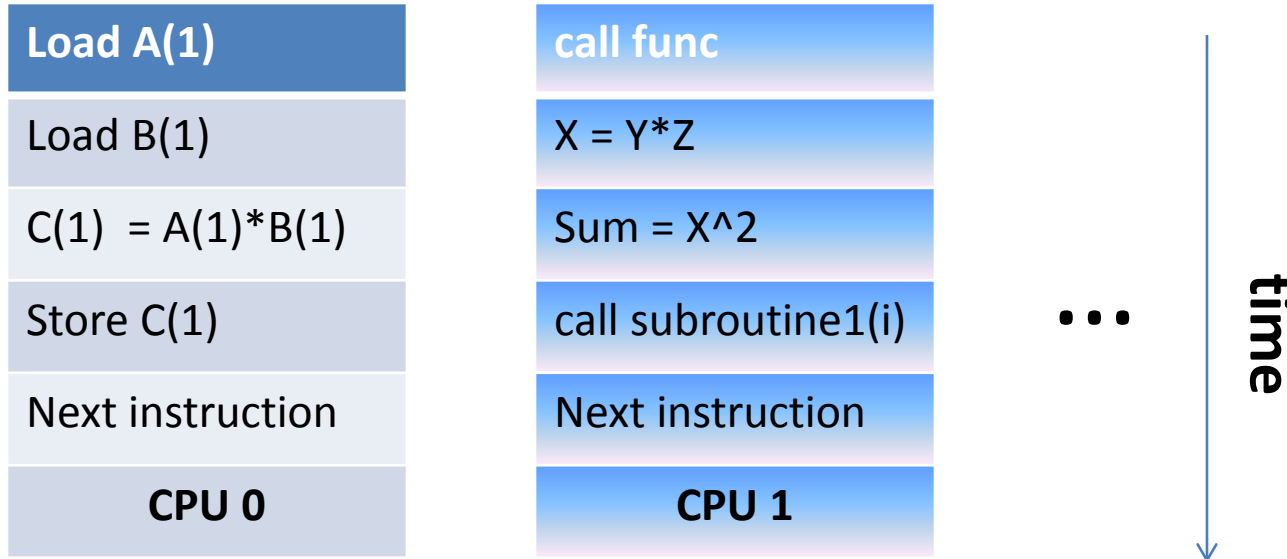 Load A(1)
Load B(1)
C(1) = A(1)*B(1)
Store C(1)
Next instruction
CPU 0
call func
X = Y*Z
Sum = X^2
call subroutine1(i)
Next instruction
CPU 1
...
time